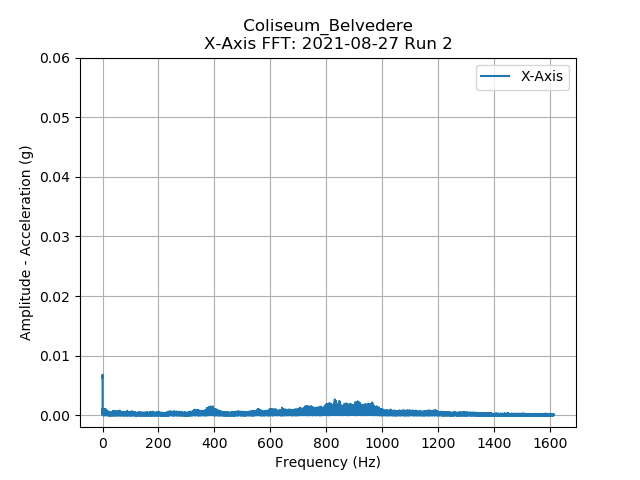 Coliseum_Belvedere
X-Axis FFT: 2021-08-27 Run 2
X-Axis
0.06
0.05
0.04
0.03
0.02
0.01
0.00
Amplitude - Acceleration (g)
0 200 400 600 800 1000 1200 1400 1600
Frequency (Hz)